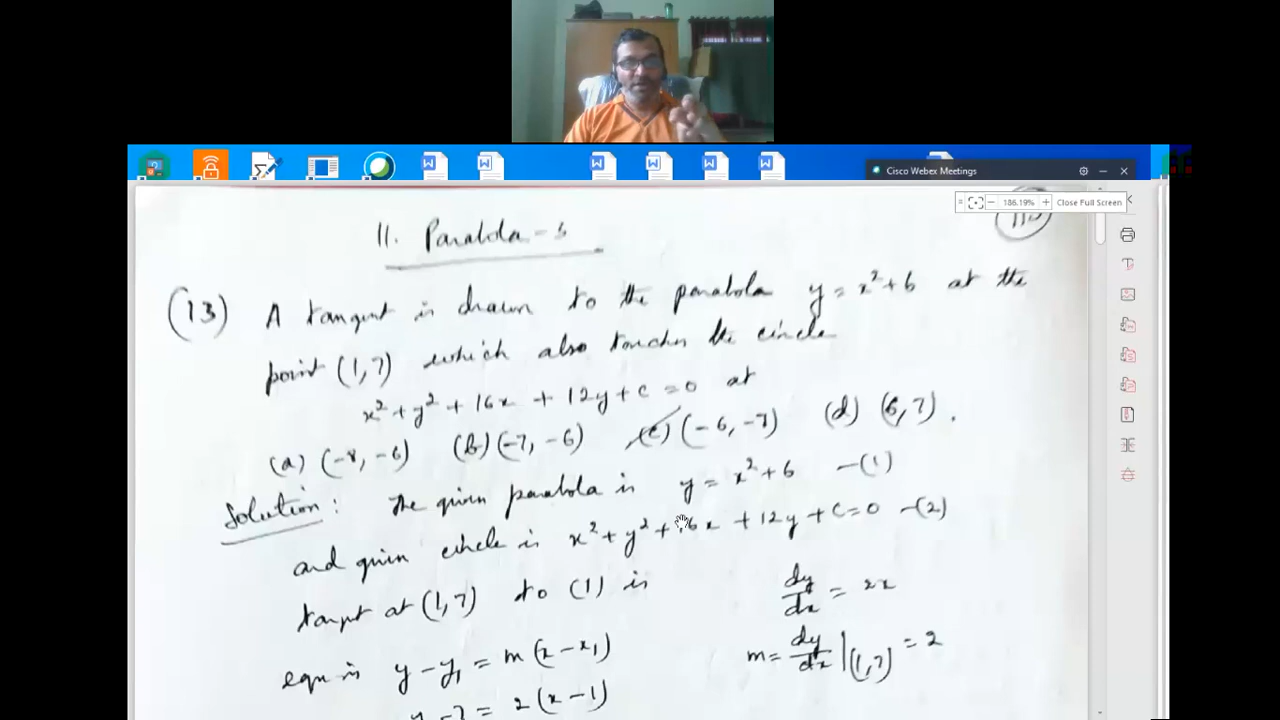 Cisco Webex Meetings
186.19% Close Full Screen
11. Parabola - 3
(13) A tangent is drawn to the parabola y = x² + 6 at the
point (1, 7) which also touches the circle
x² + y² + 16x + 12y + c = 0 at
(a) (-8, -6) (b) (-7, -6) (c) (-6, -7) (d) (6, 7).
Solution: The given parabola is y = x² + 6 -(1)
and given circle is x² + y² + 16x + 12y + c = 0 -(2)
tangt at (1, 7) to (1) is
dy/dx = 2x
eqn is y - y₁ = m(x - x₁)
m = dy/dx |(1, 7) = 2
y - 7 = 2(x - 1)